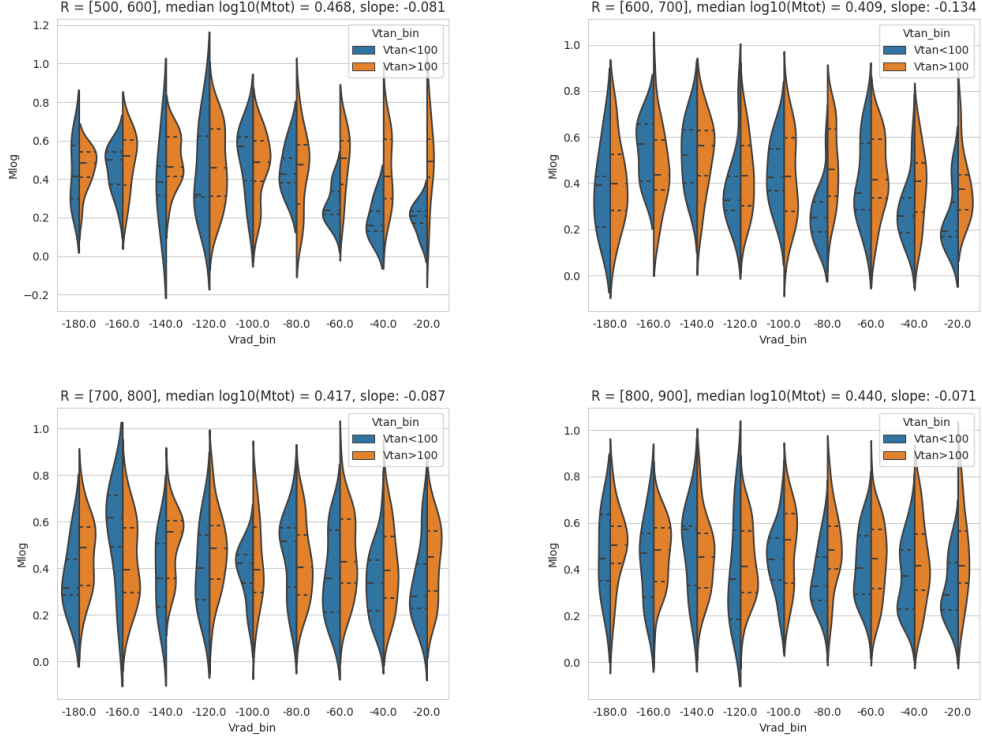 R = [500, 600], median log10(Mtot) = 0.468, slope: -0.081
Vtan_bin
Vtan<100
Vtan>100
1.2
1.0
0.8
0.6
0.4
0.2
0.0
−0.2
Mlog
-180.0 -160.0 -140.0 -120.0 -100.0 -80.0 -60.0 -40.0 -20.0
Vrad_bin
R = [600, 700], median log10(Mtot) = 0.409, slope: -0.134
Vtan_bin
Vtan<100
Vtan>100
1.0
0.8
0.6
0.4
0.2
0.0
Mlog
-180.0 -160.0 -140.0 -120.0 -100.0 -80.0 -60.0 -40.0 -20.0
Vrad_bin
R = [700, 800], median log10(Mtot) = 0.417, slope: -0.087
Vtan_bin
Vtan<100
Vtan>100
1.0
0.8
0.6
0.4
0.2
0.0
Mlog
-180.0 -160.0 -140.0 -120.0 -100.0 -80.0 -60.0 -40.0 -20.0
Vrad_bin
R = [800, 900], median log10(Mtot) = 0.440, slope: -0.071
Vtan_bin
Vtan<100
Vtan>100
1.0
0.8
0.6
0.4
0.2
0.0
Mlog
-180.0 -160.0 -140.0 -120.0 -100.0 -80.0 -60.0 -40.0 -20.0
Vrad_bin